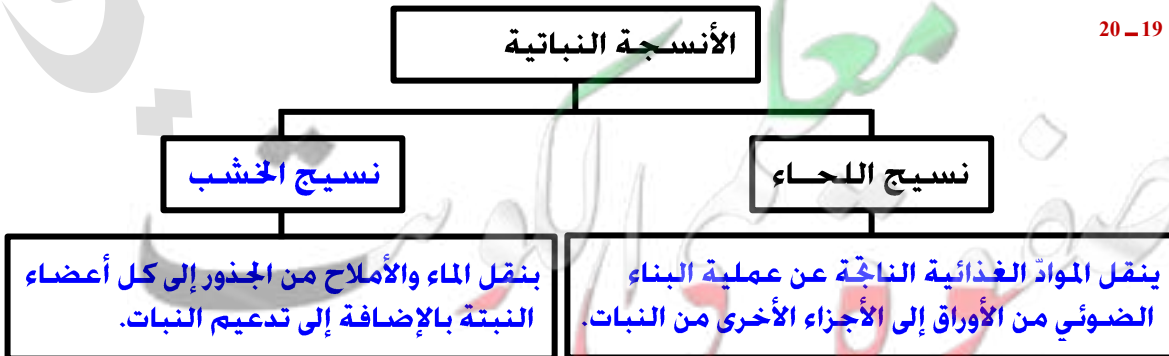 19 – 20
الأنسجة النباتية
نسيج اللحاء
نسيج الخشب
ينقل الموادّ الغذائية الناتجة عن عملية البناء
الضوئي من الأوراق إلى الأجزاء الأخرى من النبات.
بنقل الماء والأملاح من الجذور إلى كل أعضاء
النبتة بالإضافة إلى تدعيم النبات.